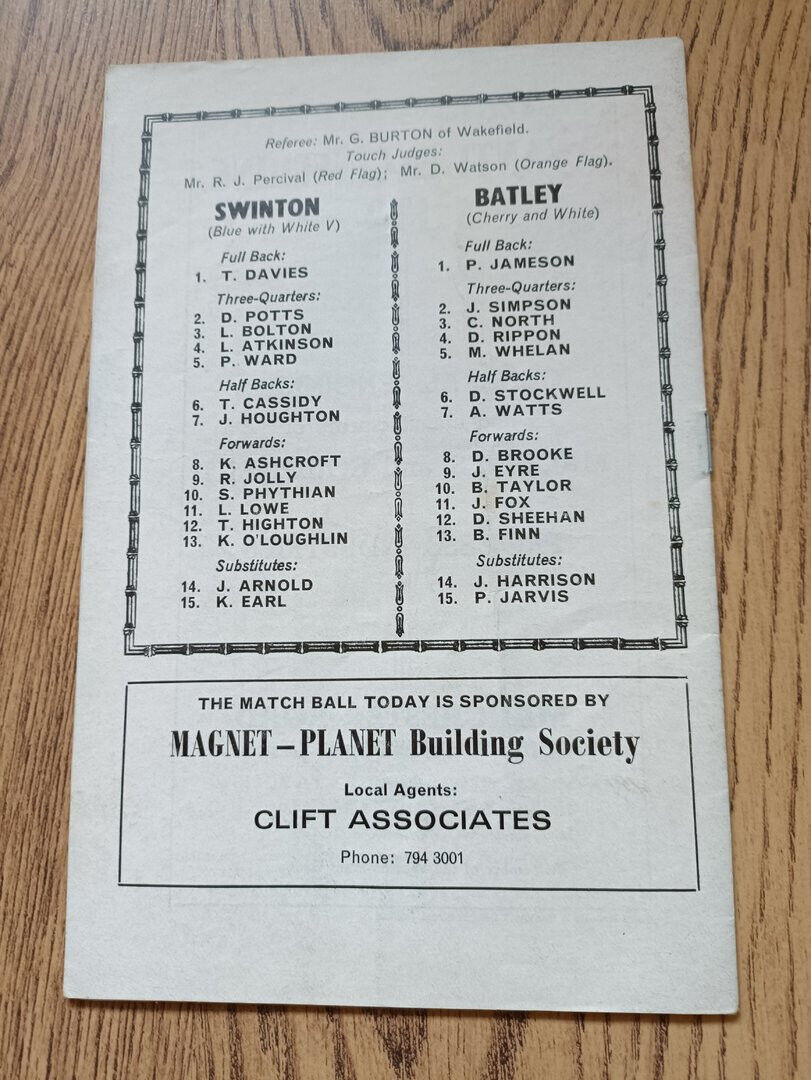 Referee: Mr. G. BURTON of Wakefield.
Touch Judges:
Mr. R. J. Percival (Red Flag); Mr. D. Watson (Orange Flag).
SWINTON
(Blue with White V)
Full Back:
1. T. DAVIES
Three-Quarters:
2. D. POTTS
3. L. BOLTON
4. L. ATKINSON
5. P. WARD
Half Backs:
6. T. CASSIDY
7. J. HOUGHTON
Forwards:
8. K. ASHCROFT
9. R. JOLLY
10. S. PHYTHIAN
11. L. LOWE
12. T. HIGHTON
13. K. O'LOUGHLIN
Substitutes:
14. J. ARNOLD
15. K. EARL
BATLEY
(Cherry and White)
Full Back:
1. P. JAMESON
Three-Quarters:
2. J. SIMPSON
3. C. NORTH
4. D. RIPPON
5. M. WHELAN
Half Backs:
6. D. STOCKWELL
7. A. WATTS
Forwards:
8. D. BROOKE
9. J. EYRE
10. B. TAYLOR
11. J. FOX
12. D. SHEEHAN
13. B. FINN
Substitutes:
14. J. HARRISON
15. P. JARVIS
THE MATCH BALL TODAY IS SPONSORED BY
MAGNET–PLANET Building Society
Local Agents:
CLIFT ASSOCIATES
Phone: 794 3001